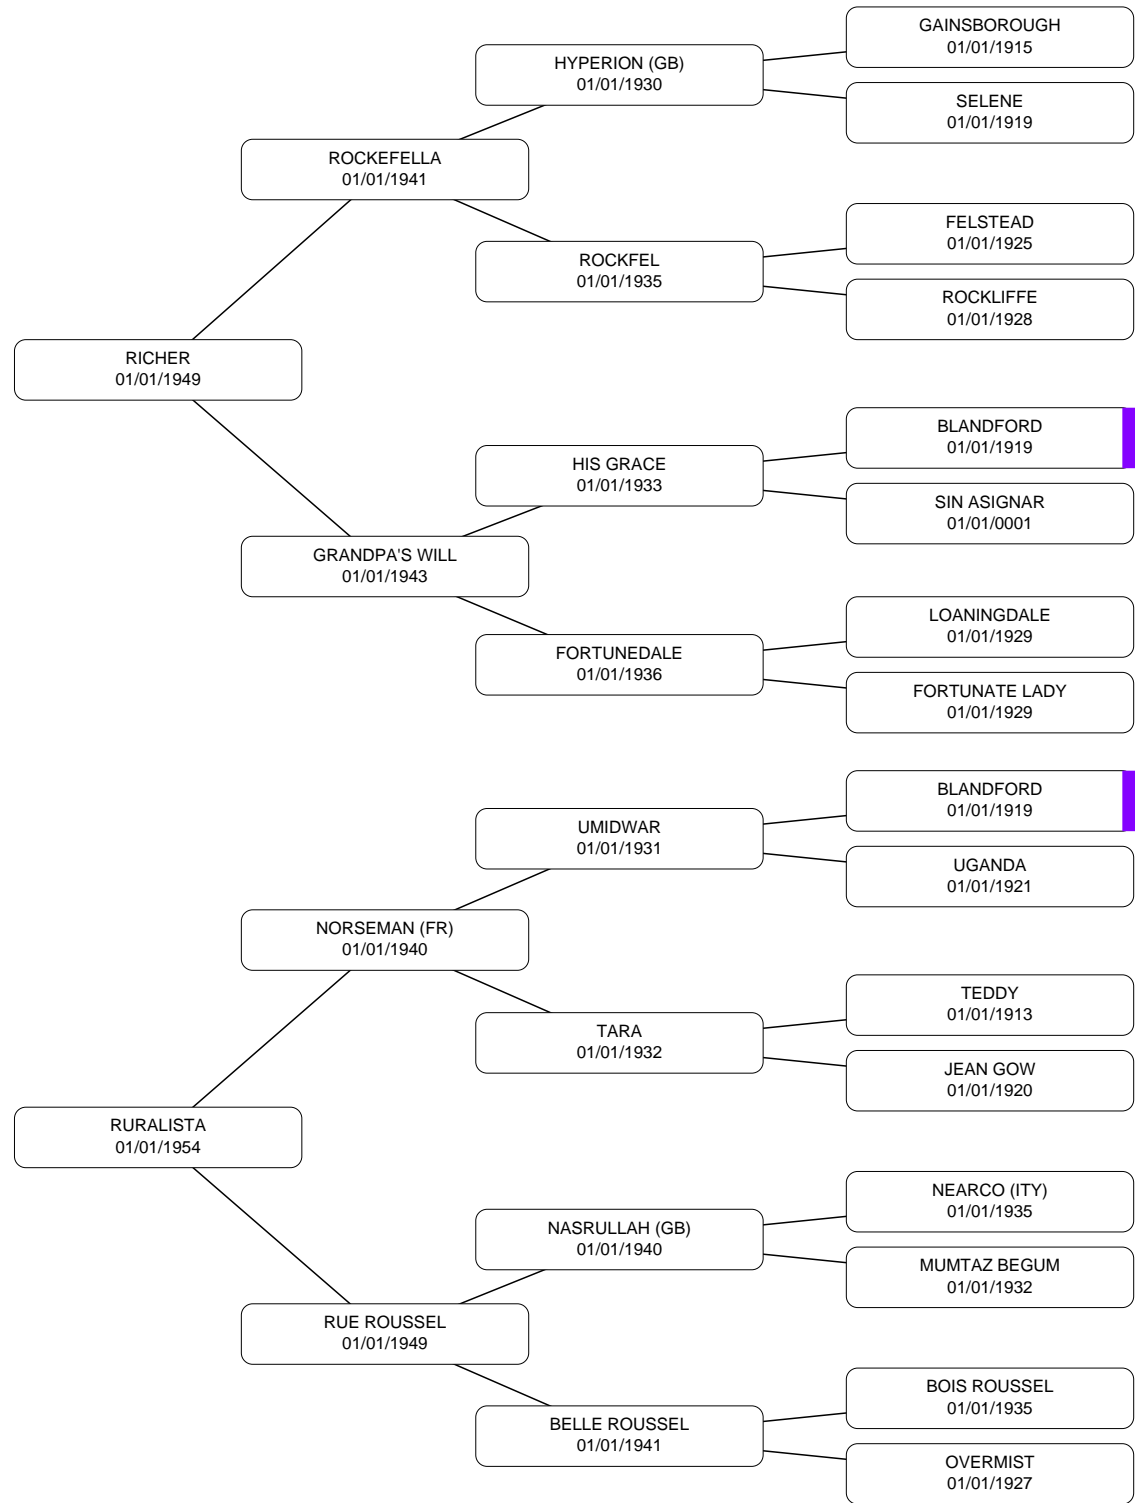 GAINSBOROUGH
01/01/1915
HYPERION (GB)
01/01/1930
SELENE
01/01/1919
ROCKEFELLA
01/01/1941
FELSTEAD
01/01/1925
ROCKFEL
01/01/1935
ROCKLIFFE
01/01/1928
RICHER
01/01/1949
BLANDFORD
01/01/1919
HIS GRACE
01/01/1933
SIN ASIGNAR
01/01/0001
GRANDPA'S WILL
01/01/1943
LOANINGDALE
01/01/1929
FORTUNEDALE
01/01/1936
FORTUNATE LADY
01/01/1929
BLANDFORD
01/01/1919
UMIDWAR
01/01/1931
UGANDA
01/01/1921
NORSEMAN (FR)
01/01/1940
TEDDY
01/01/1913
TARA
01/01/1932
JEAN GOW
01/01/1920
RURALISTA
01/01/1954
NEARCO (ITY)
01/01/1935
NASRULLAH (GB)
01/01/1940
MUMTAZ BEGUM
01/01/1932
RUE ROUSSEL
01/01/1949
BOIS ROUSSEL
01/01/1935
BELLE ROUSSEL
01/01/1941
OVERMIST
01/01/1927